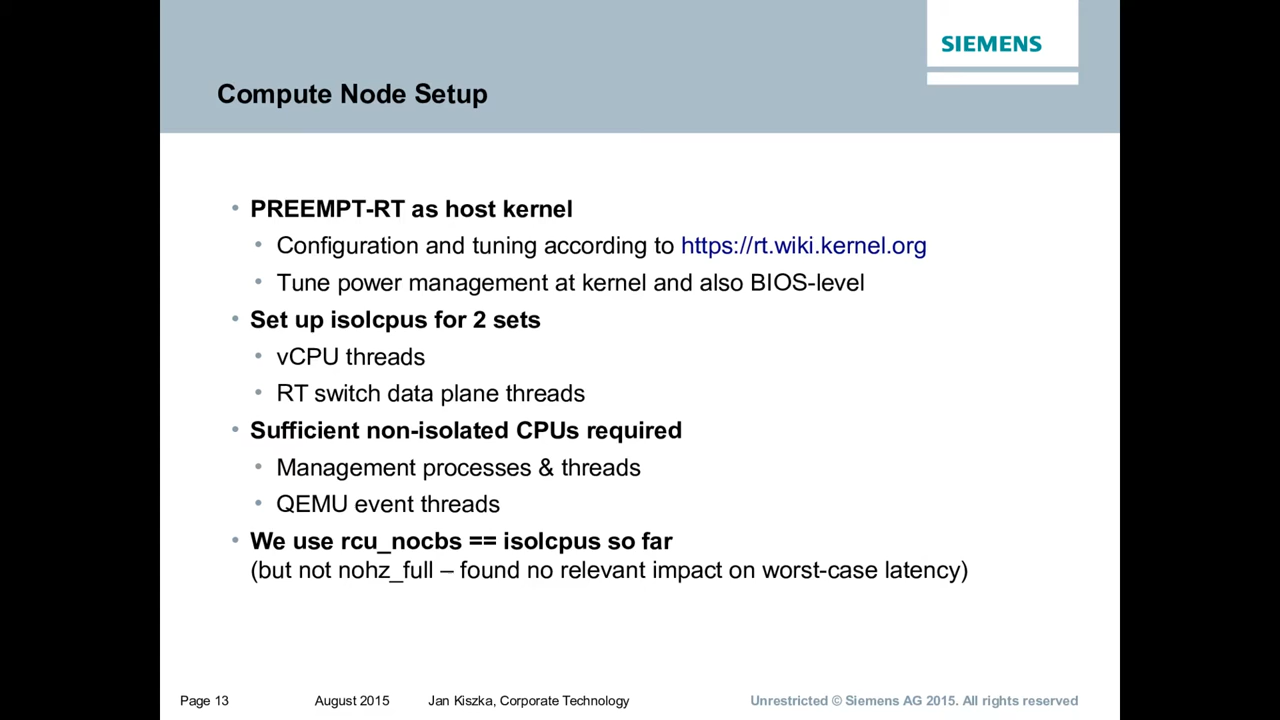 SIEMENS
Compute Node Setup
• PREEMPT-RT as host kernel
• Configuration and tuning according to https://rt.wiki.kernel.org
• Tune power management at kernel and also BIOS-level
• Set up isolcpus for 2 sets
• vCPU threads
• RT switch data plane threads
• Sufficient non-isolated CPUs required
• Management processes & threads
• QEMU event threads
• We use rcu_nocbs == isolcpus so far
(but not nohz_full – found no relevant impact on worst-case latency)
Page 13 August 2015 Jan Kiszka, Corporate Technology Unrestricted © Siemens AG 2015. All rights reserved